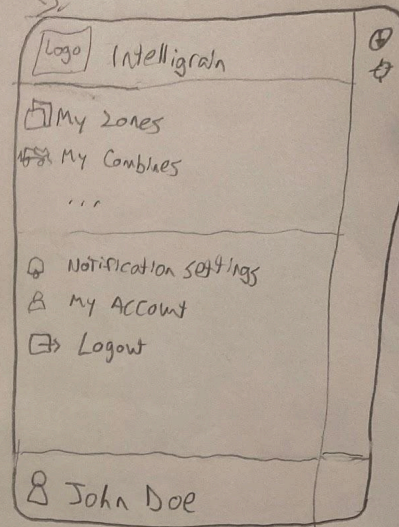 Logo Intelligrain
My Zones
My Combines
...
Notification settings
My Account
Logout
John Doe